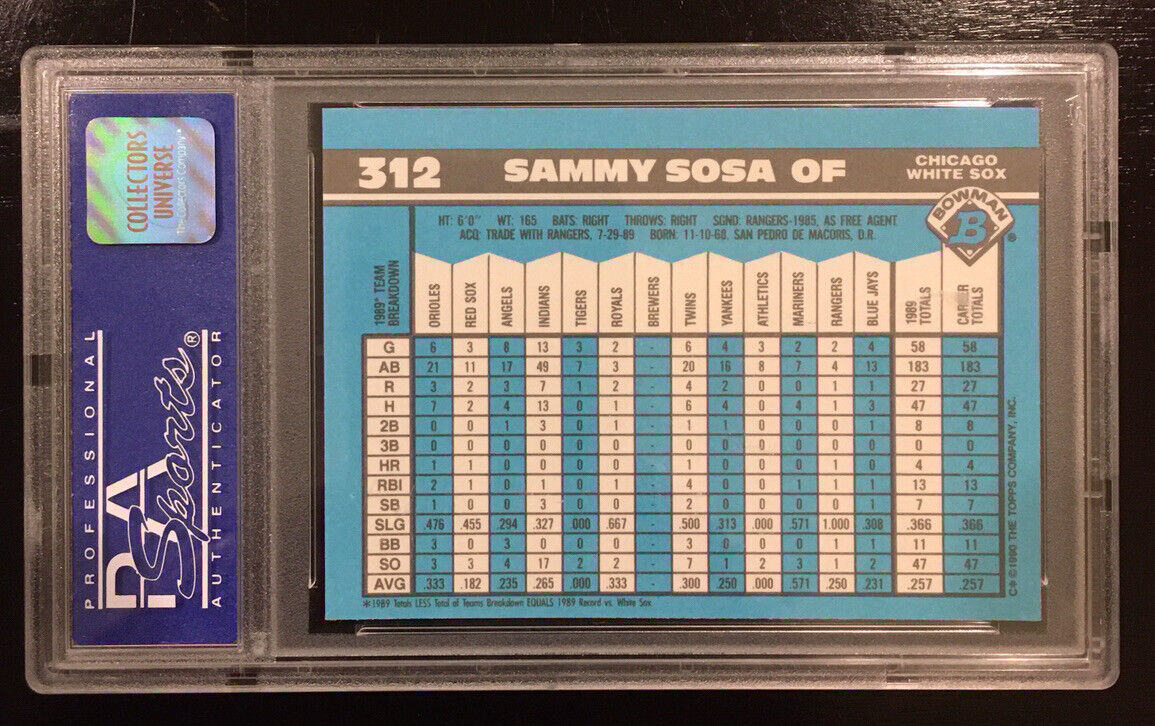 COLLECTORS
UNIVERSE
The Collectors Company
PROFESSIONAL
PSA
Sports®
AUTHENTICATOR
312 SAMMY SOSA OF CHICAGO
WHITE SOX
BOWMAN
B ®
HT: 6'0" WT: 165 BATS: RIGHT THROWS: RIGHT SGND: RANGERS-1985, AS FREE AGENT
ACQ: TRADE WITH RANGERS, 7-29-89 BORN: 11-10-68, SAN PEDRO DE MACORIS, D.R.
1989* TEAM BREAKDOWN ORIOLES RED SOX ANGELS INDIANS TIGERS ROYALS BREWERS TWINS YANKEES ATHLETICS MARINERS RANGERS BLUE JAYS 1989 TOTALS CAREER TOTALS
G 6 3 8 13 3 2 - 6 4 3 2 2 4 58 58
AB 21 11 17 49 7 3 - 20 16 8 7 4 13 183 183
R 3 2 3 7 1 2 - 4 2 0 1 1 1 27 27
H 7 2 4 13 0 1 - 6 4 0 4 1 3 47 47
2B 0 0 1 3 0 1 - 1 1 0 0 0 1 8 8
3B 0 0 0 0 0 0 - 0 0 0 0 0 0 0 0
HR 1 1 0 0 0 0 - 1 0 0 0 1 0 4 4
RBI 2 1 0 1 0 1 - 4 0 0 1 1 1 13 13
SB 1 0 0 3 0 0 - 2 0 0 0 0 0 7 7
SLG .476 .455 .294 .327 .000 .667 - .500 .313 .000 .571 1.000 .308 .366 .366
BB 3 0 3 0 0 0 - 3 0 0 0 1 1 11 11
SO 3 3 4 17 2 2 - 7 1 2 3 1 2 47 47
AVG .333 .182 .235 .265 .000 .333 - .300 .250 .000 .571 .250 .231 .257 .257
*1989 Totals LESS Total of Teams Breakdown EQUALS 1989 Record vs. White Sox
C*©1990 THE TOPPS COMPANY, INC.